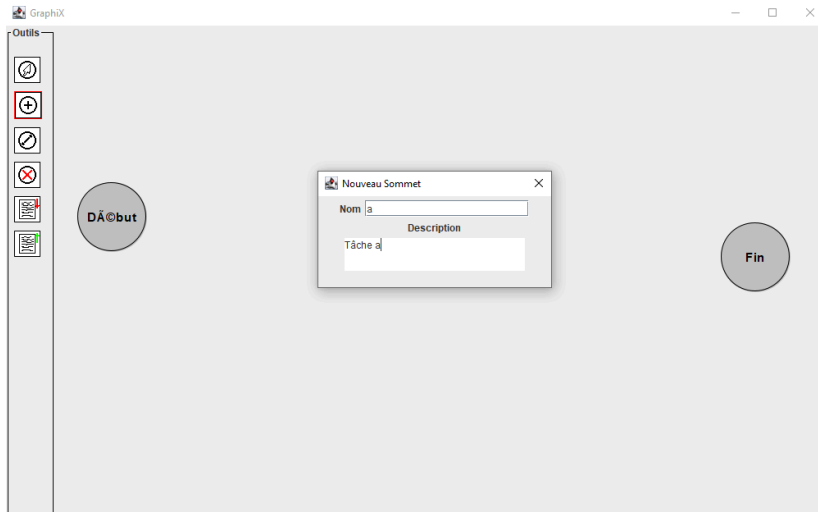 GraphiX
Outils
Nouveau Sommet
Nom a
Description
Tâche a
DÃ©but
Fin